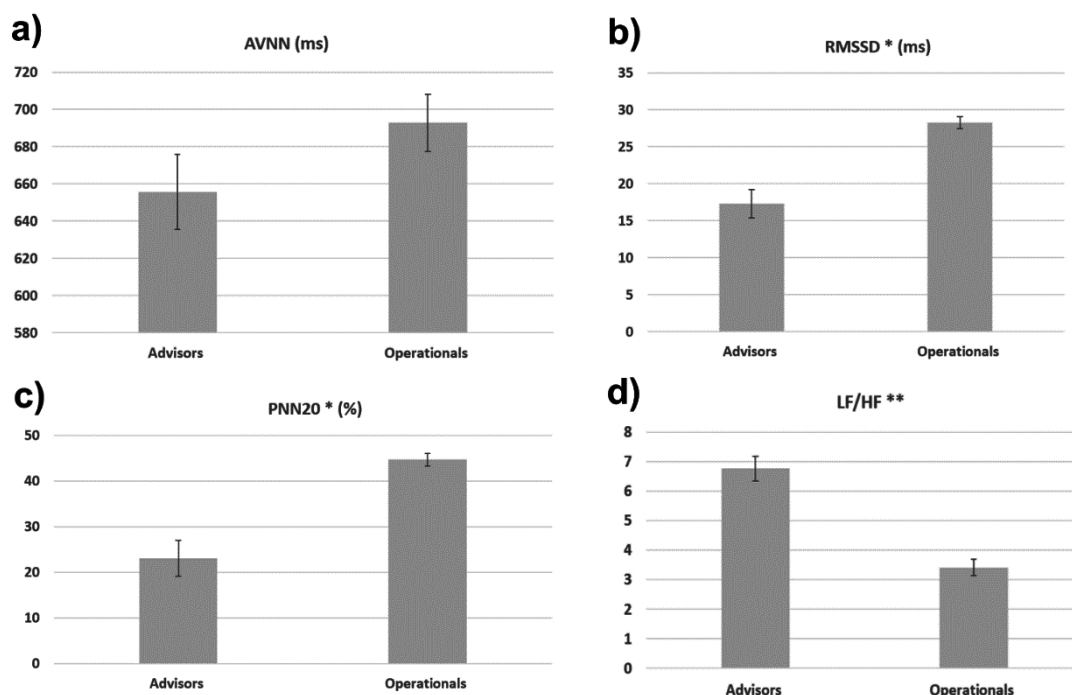 a)
AVNN (ms)
720
700
680
660
640
620
600
580
Advisors Operationals
b)
RMSSD * (ms)
35
30
25
20
15
10
5
0
Advisors Operationals
c)
PNN20 * (%)
50
40
30
20
10
0
Advisors Operationals
d)
LF/HF **
8
7
6
5
4
3
2
1
0
Advisors Operationals